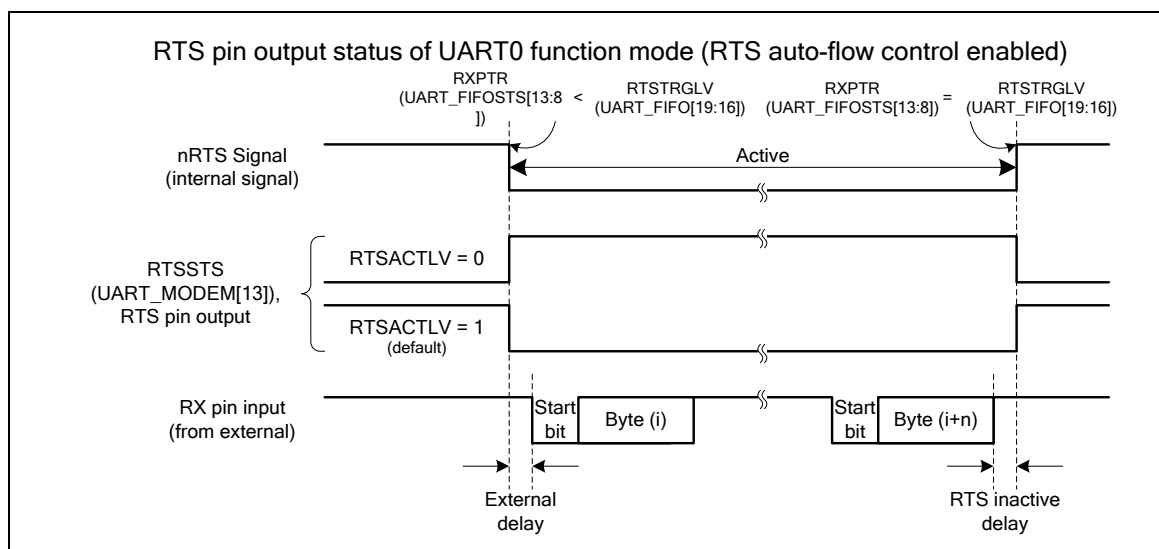 RTS pin output status of UART0 function mode (RTS auto-flow control enabled)
RXPTR
(UART_FIFOSTS[13:8
])
<
RTSTRGLV
(UART_FIFO[19:16])
RXPTR
(UART_FIFOSTS[13:8])
=
RTSTRGLV
(UART_FIFO[19:16])
nRTS Signal
(internal signal)
Active
RTSSTS
(UART_MODEM[13]),
RTS pin output
RTSACTLV = 0
RTSACTLV = 1
(default)
RX pin input
(from external)
Start
bit
Byte (i)
Start
bit
Byte (i+n)
External
delay
RTS inactive
delay